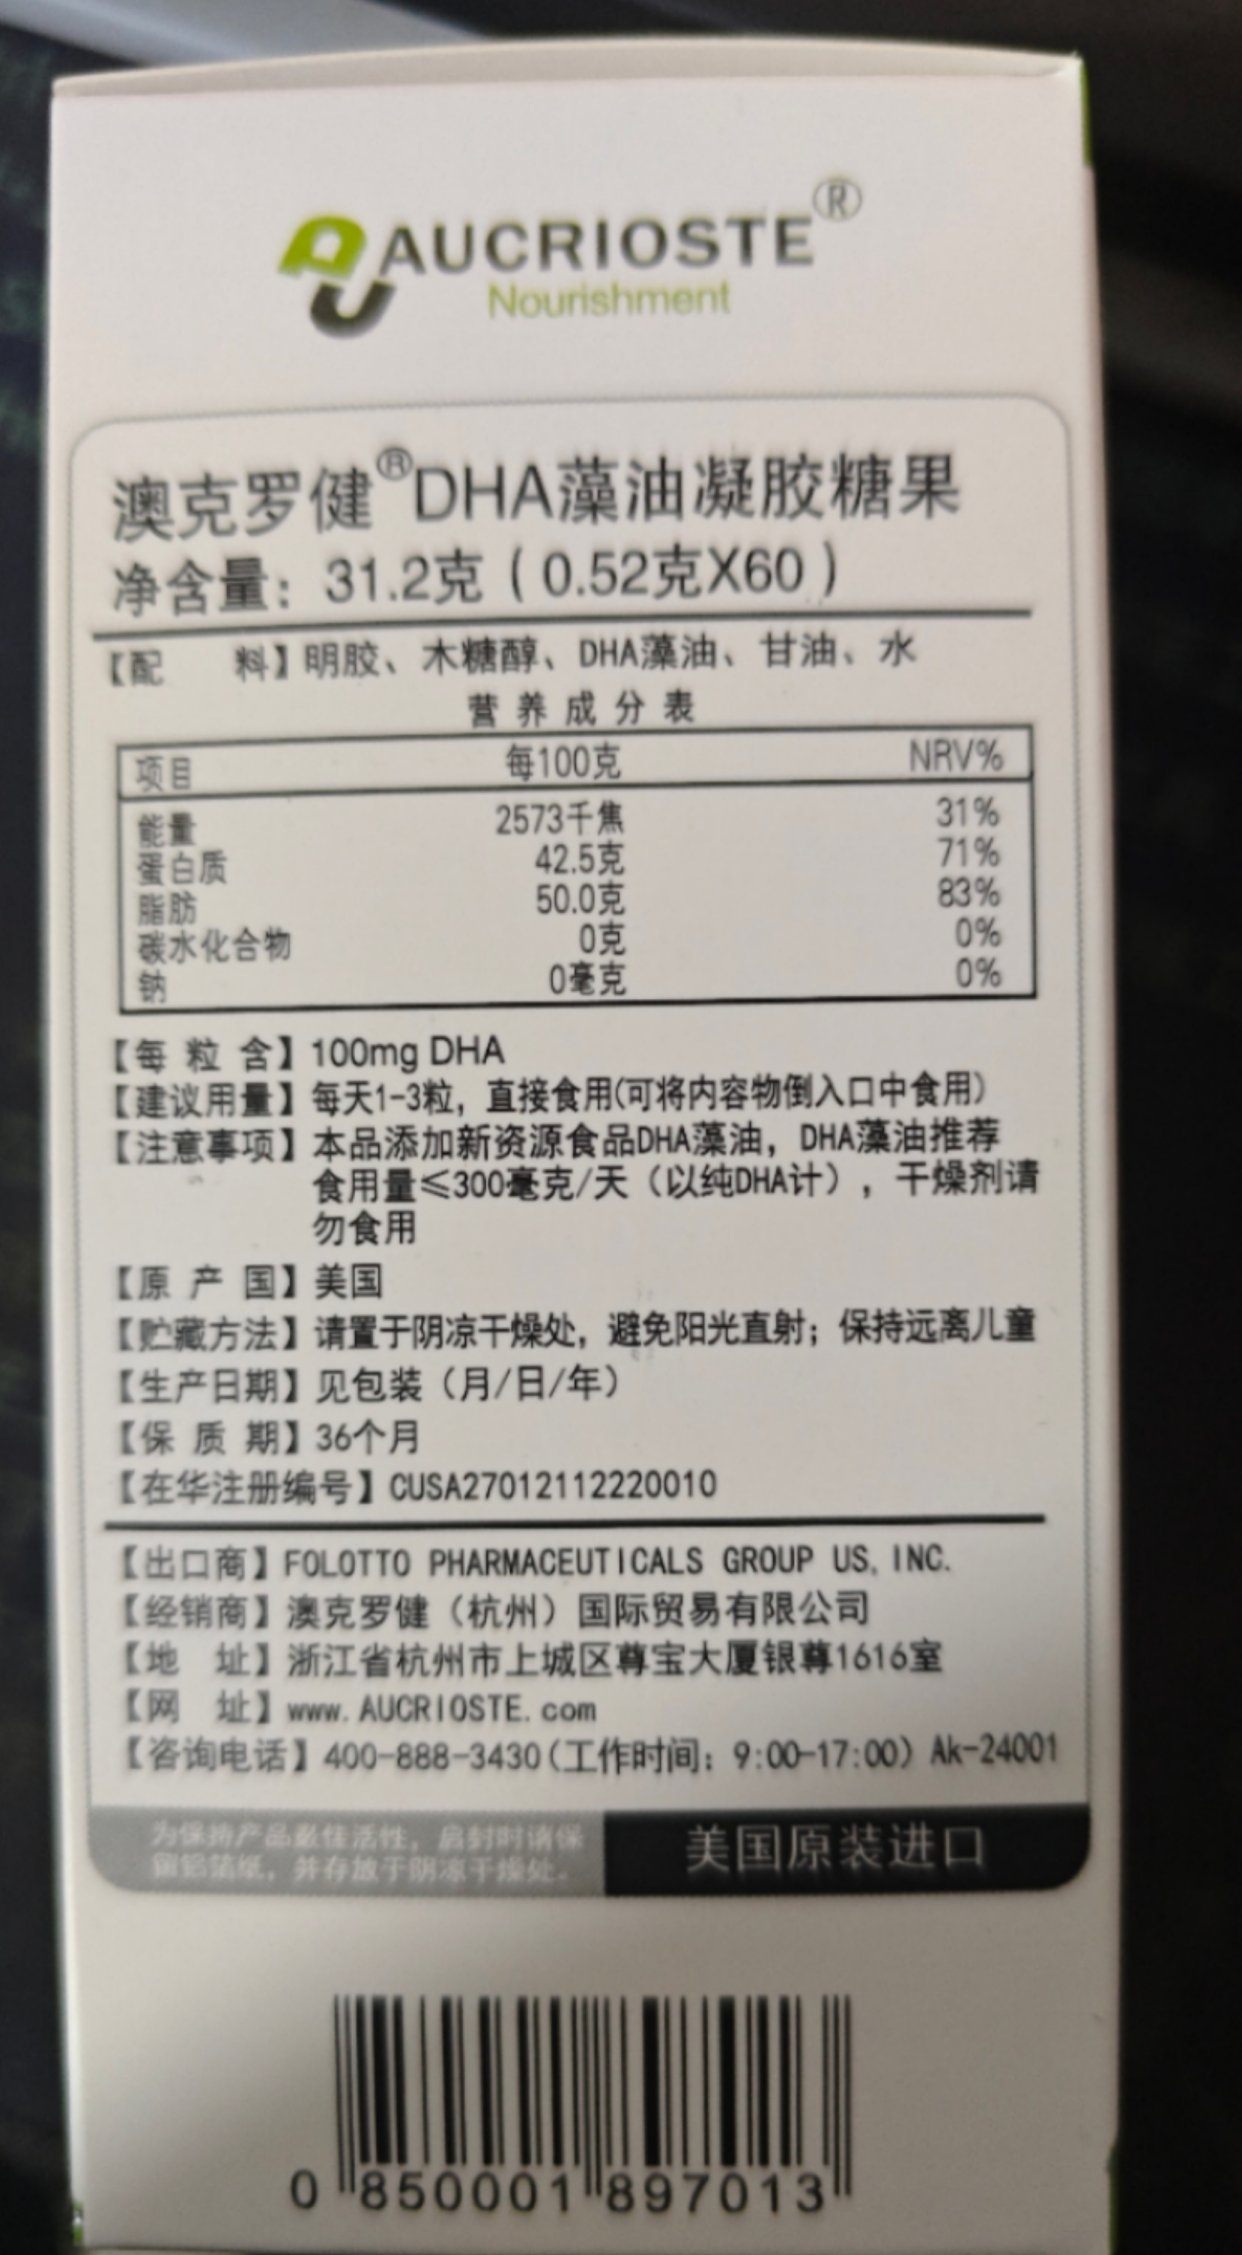 AUCRIOSTE®
Nourishment
澳克罗健®DHA藻油凝胶糖果
净含量：31.2克（0.52克X60）
【配 料】明胶、木糖醇、DHA藻油、甘油、水
营养成分表
项目 每100克 NRV%
能量 2573千焦 31%
蛋白质 42.5克 71%
脂肪 50.0克 83%
碳水化合物 0克 0%
钠 0毫克 0%
【每粒含】100mg DHA
【建议用量】每天1-3粒，直接食用(可将内容物倒入口中食用)
【注意事项】本品添加新资源食品DHA藻油，DHA藻油推荐
食用量≤300毫克/天（以纯DHA计），干燥剂请
勿食用
【原产国】美国
【贮藏方法】请置于阴凉干燥处，避免阳光直射；保持远离儿童
【生产日期】见包装（月/日/年）
【保质期】36个月
【在华注册编号】CUSA27012112220010
【出口商】FOLOTTO PHARMACEUTICALS GROUP US, INC.
【经销商】澳克罗健（杭州）国际贸易有限公司
【地 址】浙江省杭州市上城区尊宝大厦银尊1616室
【网 址】www.AUCRIOSTE.com
【咨询电话】400-888-3430(工作时间：9:00-17:00) Ak-24001
为保持产品最佳活性，启封时请保
留铝箔纸，并存放于阴凉干燥处。
美国原装进口
0 850001 897013